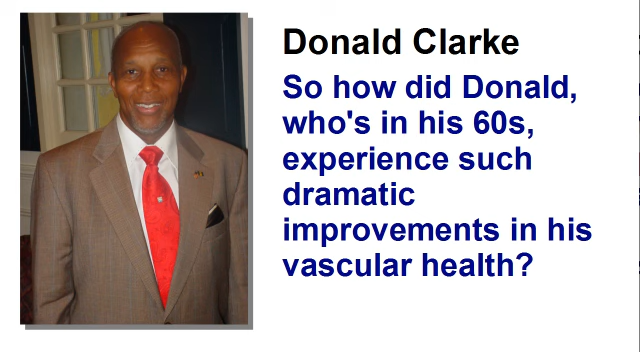 Donald Clarke
So how did Donald,
who's in his 60s,
experience such
dramatic
improvements in his
vascular health?